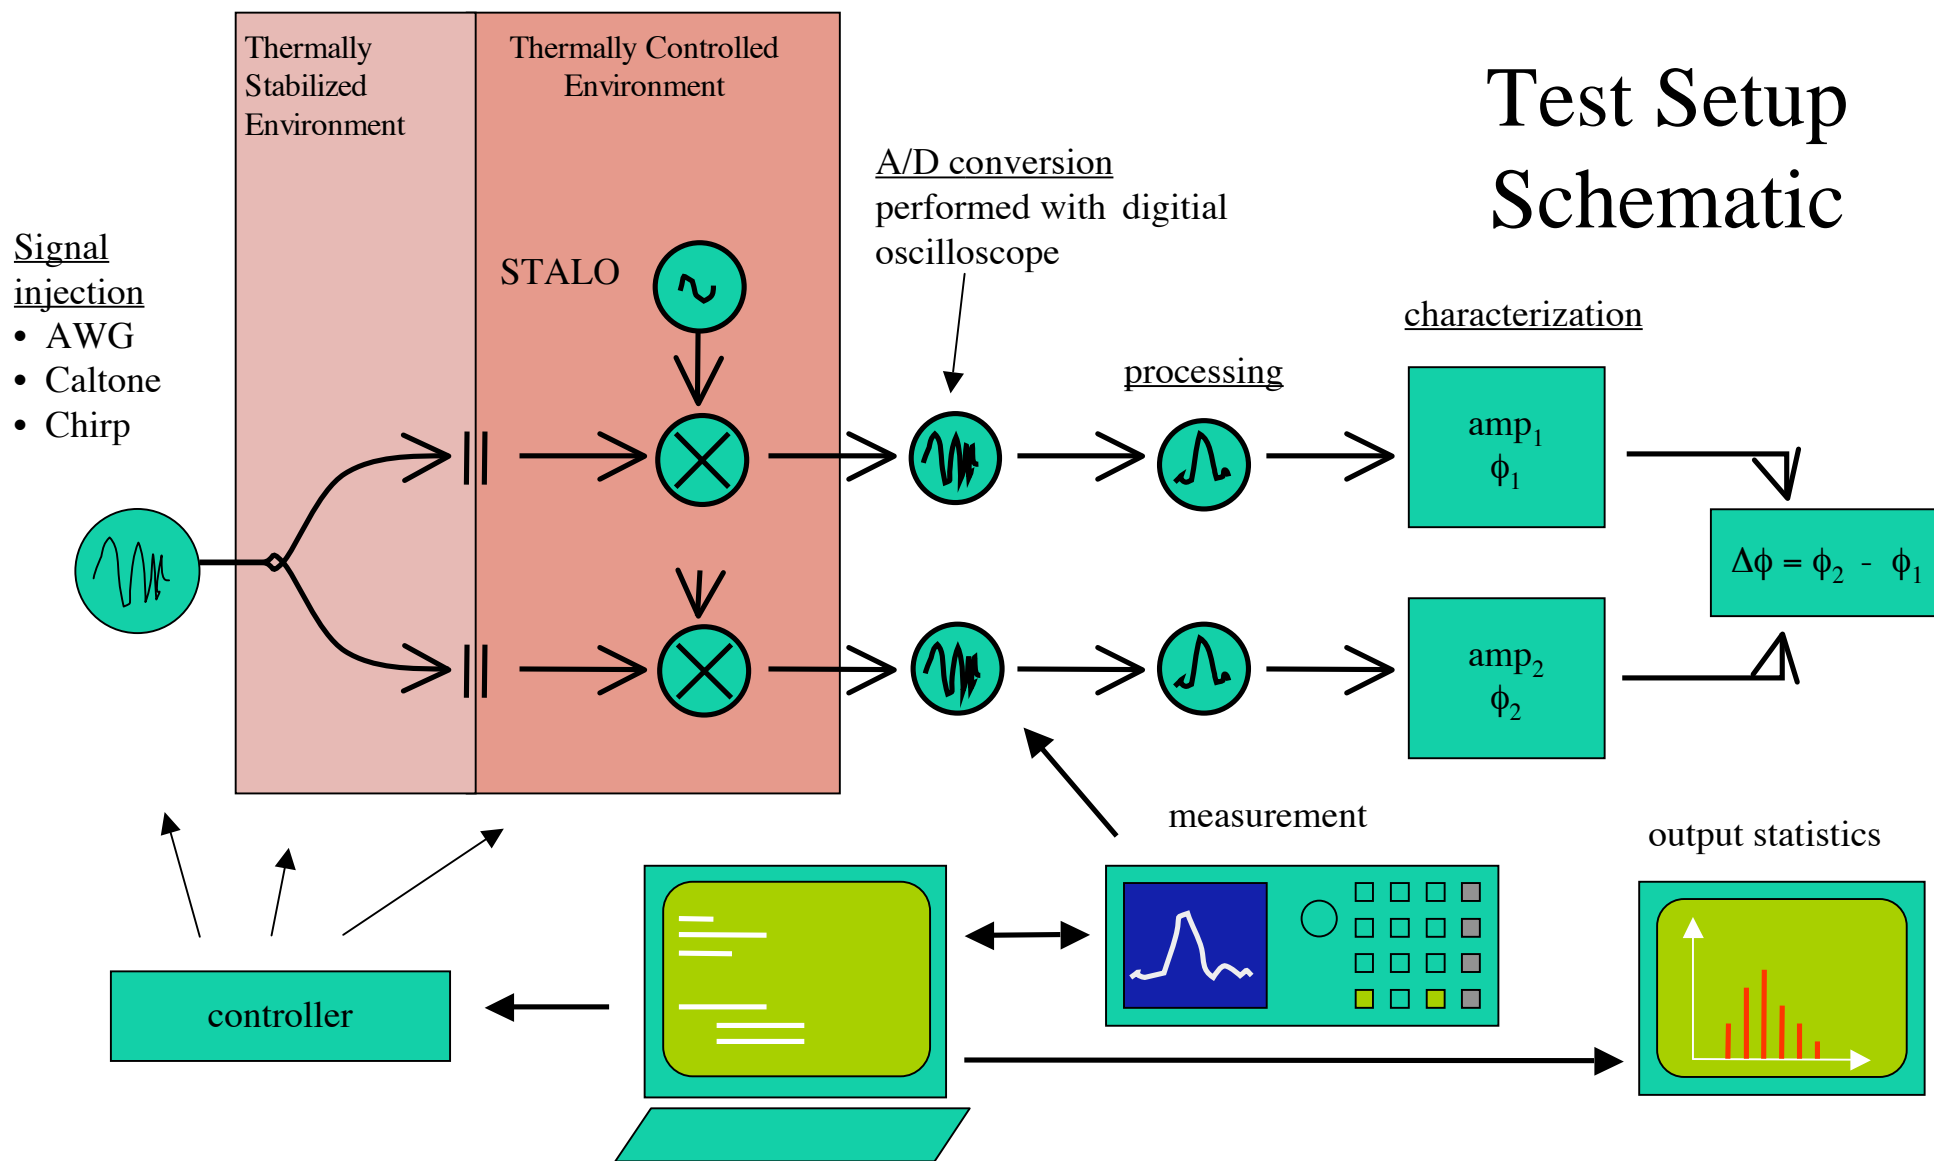 Thermally
Stabilized
Environment
Thermally Controlled
Environment
Test Setup
Schematic
A/D conversion
performed with digitial
oscilloscope
Signal
injection
• AWG
• Caltone
• Chirp
STALO
characterization
processing
amp₁
ϕ₁
Δϕ = ϕ₂ - ϕ₁
amp₂
ϕ₂
measurement
output statistics
controller